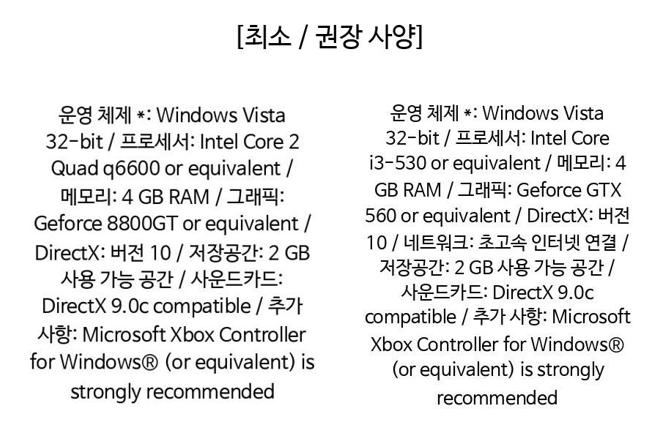 [최소 / 권장 사양]
운영 체제 *: Windows Vista
32-bit / 프로세서: Intel Core 2
Quad q6600 or equivalent /
메모리: 4 GB RAM / 그래픽:
Geforce 8800GT or equivalent /
DirectX: 버전 10 / 저장공간: 2 GB
사용 가능 공간 / 사운드카드:
DirectX 9.0c compatible / 추가
사항: Microsoft Xbox Controller
for Windows® (or equivalent) is
strongly recommended
운영 체제 *: Windows Vista
32-bit / 프로세서: Intel Core
i3-530 or equivalent / 메모리: 4
GB RAM / 그래픽: Geforce GTX
560 or equivalent / DirectX: 버전
10 / 네트워크: 초고속 인터넷 연결 /
저장공간: 2 GB 사용 가능 공간 /
사운드카드: DirectX 9.0c
compatible / 추가 사항: Microsoft
Xbox Controller for Windows®
(or equivalent) is strongly
recommended